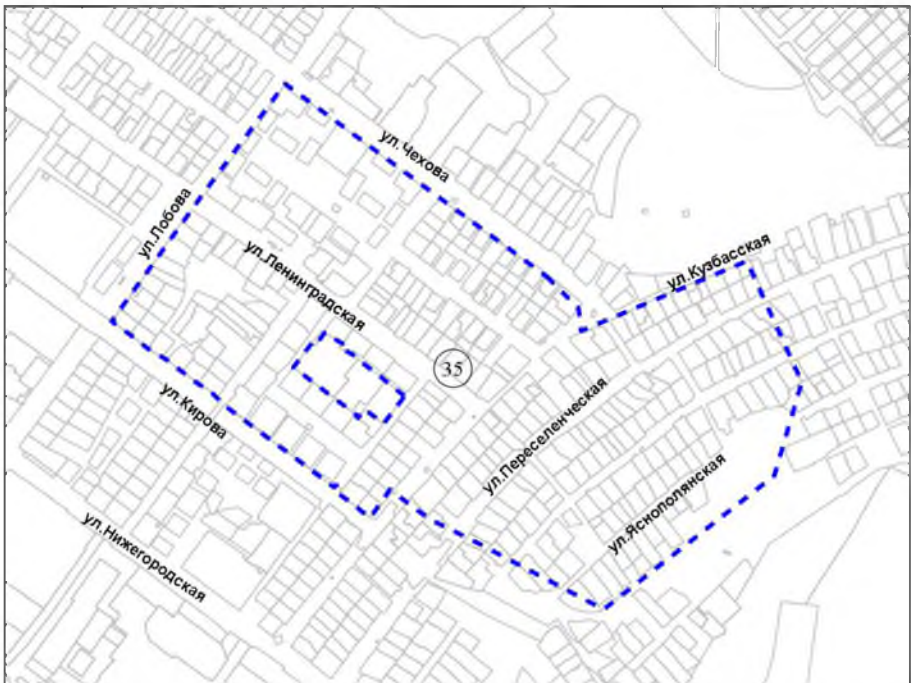 ул.Чехова
ул.Лобова
ул.Кузбасская
ул.Ленинградская
35
ул.Кирова
ул.Переселенческая
ул.Яснополянская
ул.Нижегородская